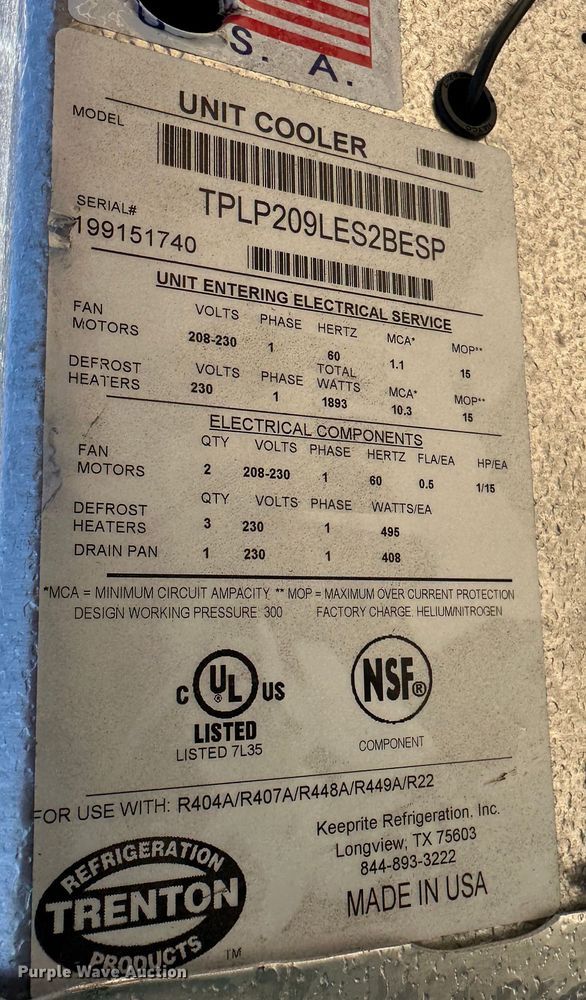 U. S. A.
UNIT COOLER
MODEL
TPLP209LES2BESP
SERIAL#
199151740
UNIT ENTERING ELECTRICAL SERVICE
FAN MOTORS VOLTS PHASE HERTZ MCA* MOP**
208-230 1 60 1.1 15
DEFROST HEATERS VOLTS PHASE TOTAL WATTS MCA* MOP**
230 1 1893 10.3 15
ELECTRICAL COMPONENTS
FAN MOTORS QTY VOLTS PHASE HERTZ FLA/EA HP/EA
2 208-230 1 60 0.5 1/15
QTY VOLTS PHASE WATTS/EA
DEFROST HEATERS 3 230 1 495
DRAIN PAN 1 230 1 408
*MCA = MINIMUM CIRCUIT AMPACITY ** MOP = MAXIMUM OVER CURRENT PROTECTION
DESIGN WORKING PRESSURE 300 FACTORY CHARGE. HELIUM/NITROGEN
C UL ® US
LISTED
LISTED 7L35
NSF®
COMPONENT
FOR USE WITH: R404A/R407A/R448A/R449A/R22
Keeprite Refrigeration, Inc.
Longview, TX 75603
844-893-3222
MADE IN USA
REFRIGERATION
TRENTON
PRODUCTS
TM
Purple Wave Auction